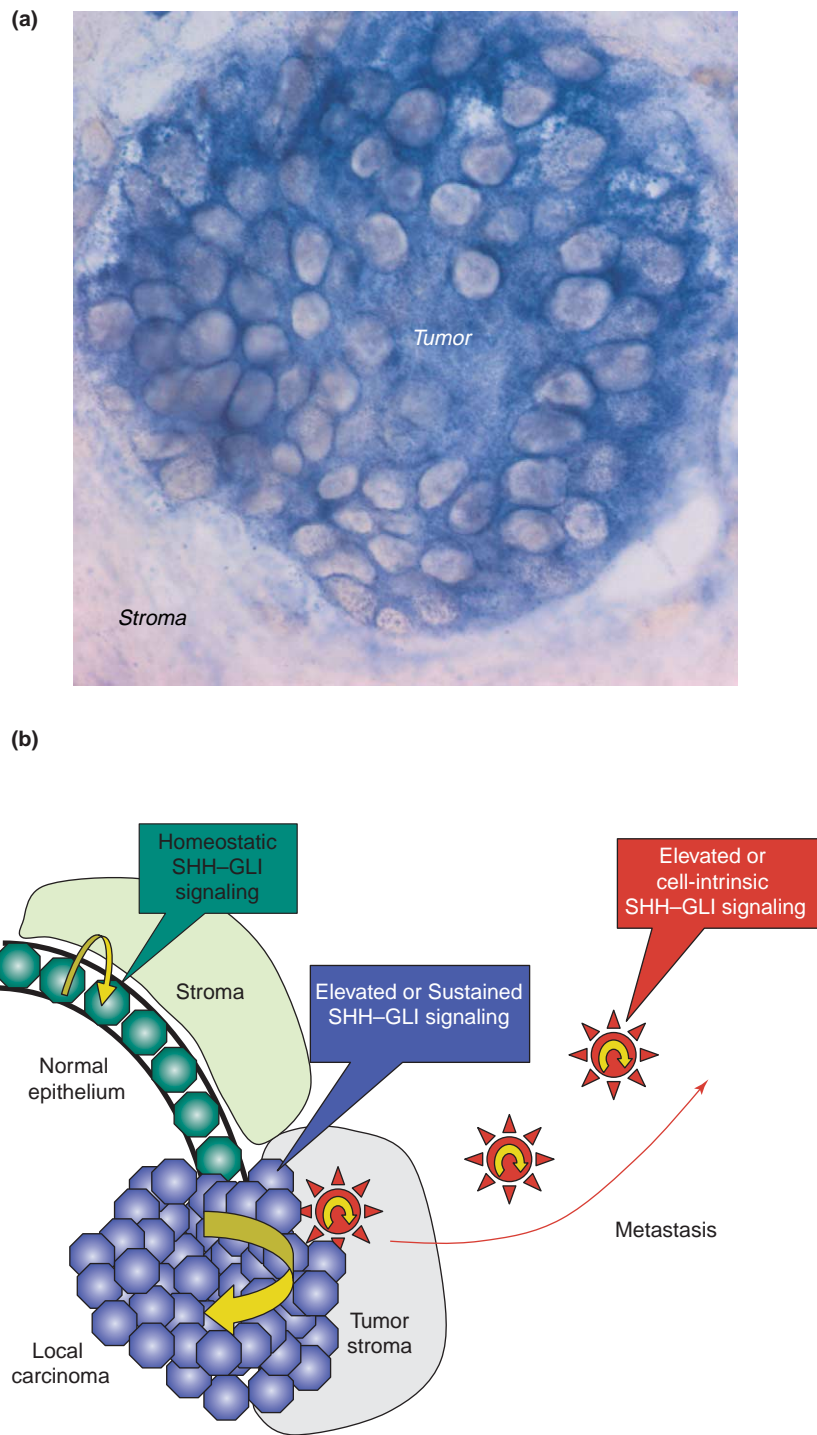 (a)
Tumor
Stroma
(b)
Homeostatic
SHH–GLI
signaling
Elevated or
cell-intrinsic
SHH–GLI signaling
Stroma
Elevated or Sustained
SHH–GLI signaling
Normal
epithelium
Metastasis
Tumor
stroma
Local
carcinoma